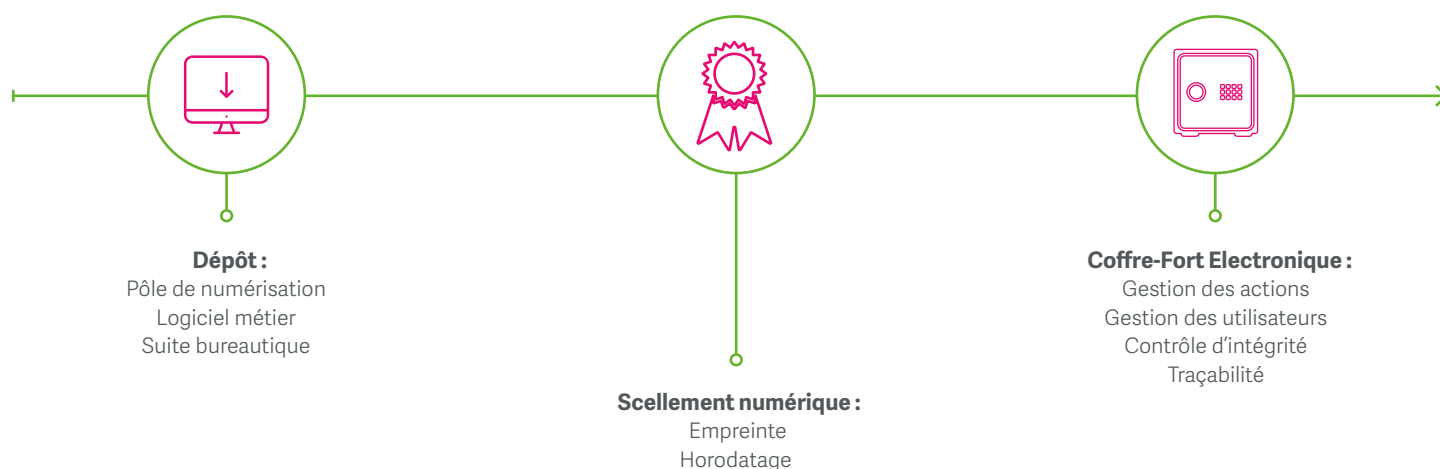 Dépôt :
Pôle de numérisation
Logiciel métier
Suite bureautique
Scellement numérique :
Empreinte
Horodatage
Coffre-Fort Electronique :
Gestion des actions
Gestion des utilisateurs
Contrôle d’intégrité
Traçabilité